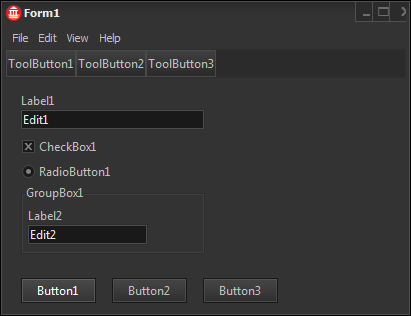 Form1
File Edit View Help
ToolButton1 ToolButton2 ToolButton3
Label1
Edit1
CheckBox1
RadioButton1
GroupBox1
Label2
Edit2
Button1 Button2 Button3